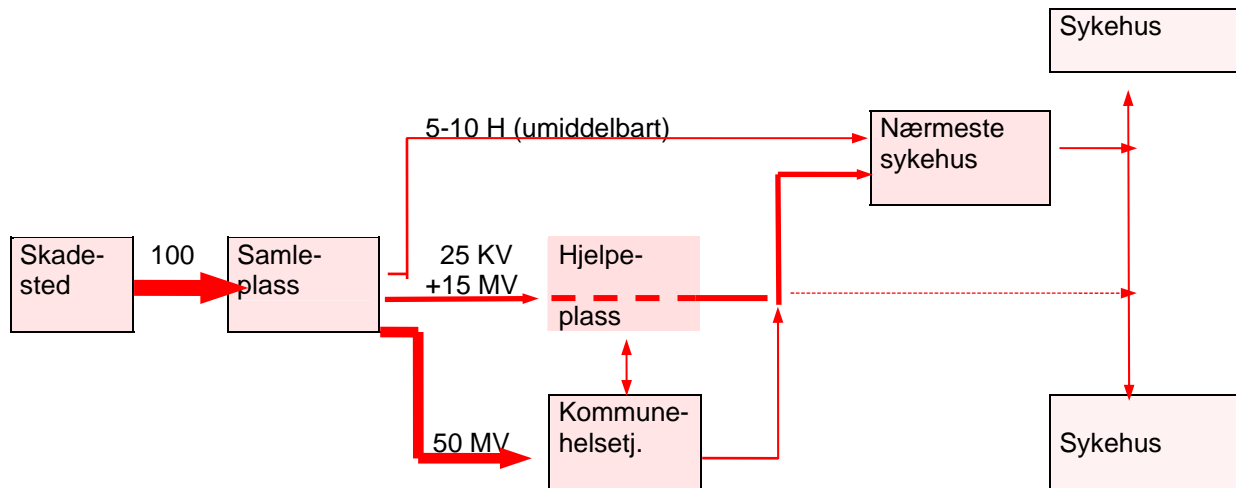 Sykehus
5-10 H (umiddelbart)
Nærmeste
sykehus
Skade-
sted
100
Samle-
plass
25 KV
+15 MV
Hjelpe-
plass
50 MV
Kommune-
helsetj.
Sykehus